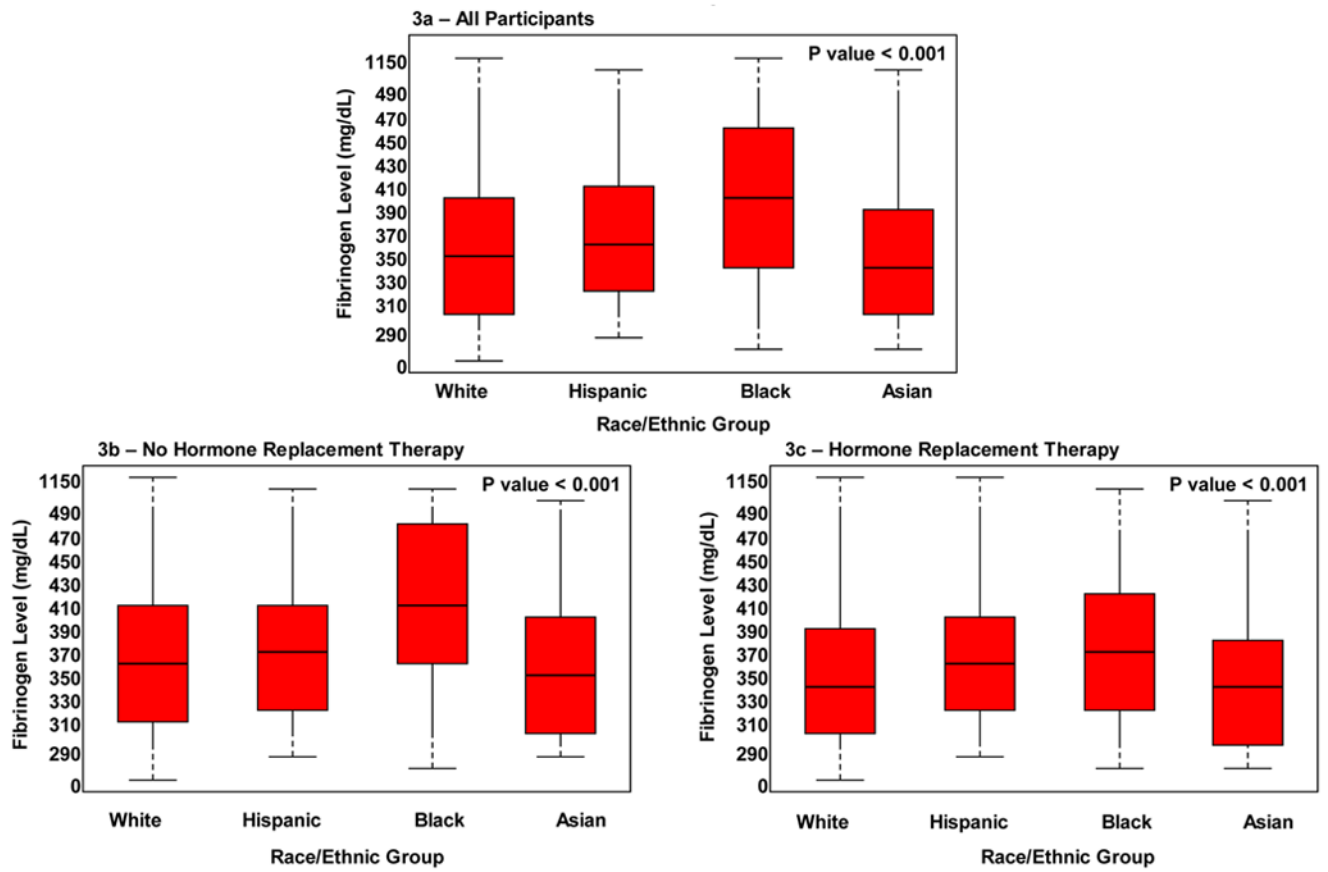 3a – All Participants
P value < 0.001
Fibrinogen Level (mg/dL)
1150
490
470
450
430
410
390
370
350
330
310
290
0
White Hispanic Black Asian
Race/Ethnic Group
3b – No Hormone Replacement Therapy
P value < 0.001
Fibrinogen Level (mg/dL)
1150
490
470
450
430
410
390
370
350
330
310
290
0
White Hispanic Black Asian
Race/Ethnic Group
3c – Hormone Replacement Therapy
P value < 0.001
Fibrinogen Level (mg/dL)
1150
490
470
450
430
410
390
370
350
330
310
290
0
White Hispanic Black Asian
Race/Ethnic Group